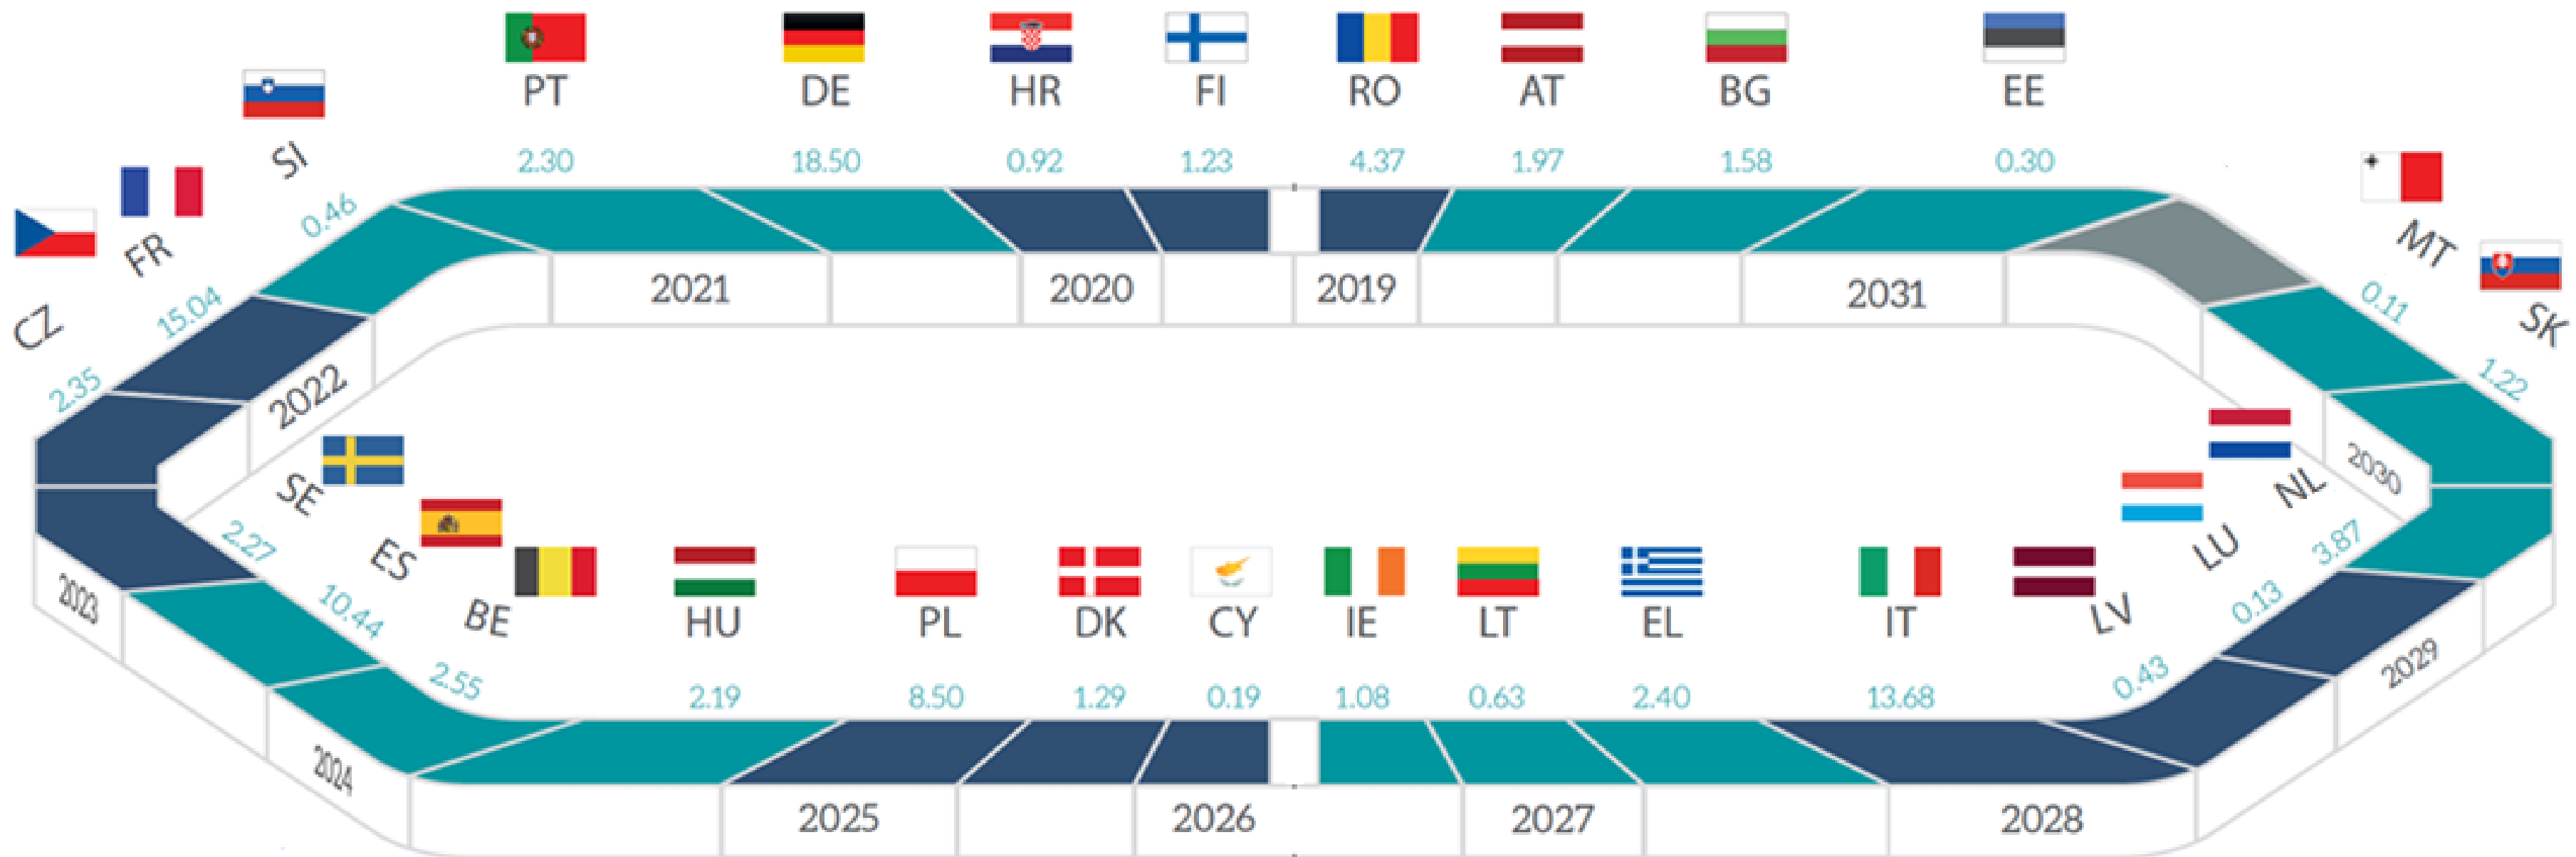 PT DE HR FI RO AT BG EE
2.30 18.50 0.92 1.23 4.37 1.97 1.58 0.30
SI
0.46
FR
15.04
CZ
2.35
MT
0.11
SK
1.22
2021 2020 2019 2031
2022
2030
SE
2.27
ES
10.44
BE
2.55
NL
3.87
LU
0.13
LV
0.43
HU PL DK CY IE LT EL IT
2.19 8.50 1.29 0.19 1.08 0.63 2.40 13.68
2023
2029
2024
2025 2026 2027 2028